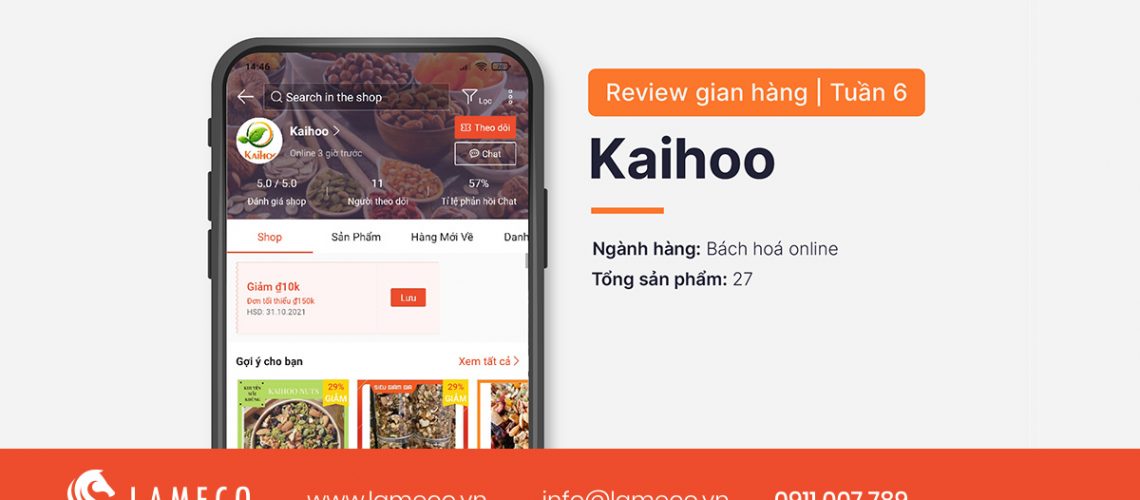 14:46
Search in the shop
Lọc
Kaihoo >
Online 3 giờ trước
Theo dõi
Chat
5.0 / 5.0
Đánh giá shop
11
Người theo dõi
57%
Tỉ lệ phản hồi Chat
Shop
Sản Phẩm
Hàng Mới Về
Danh
Giảm ₫10k
Đơn tối thiểu ₫150k
HSD: 31.10.2021
Lưu
Gợi ý cho bạn
Xem tất cả >
KAIHOO NUTS
29%
GIẢM
SIÊU GIẢM GIÁ
29%
GIẢM
Review gian hàng | Tuần 6
Kaihoo
Ngành hàng: Bách hoá online
Tổng sản phẩm: 27
LAMECO
www.lameco.vn
info@lameco.vn
0911 007 789